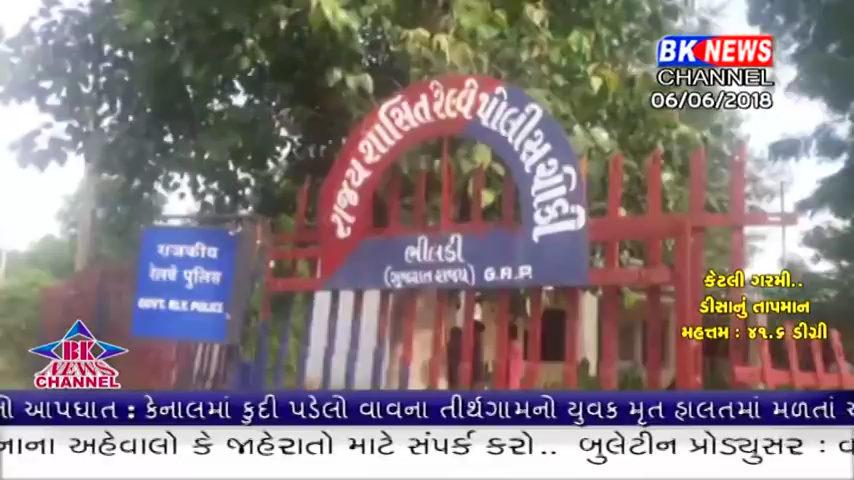 BK NEWS
CHANNEL
06/06/2018
રાજ્ય શાસિત રેલ્વે પોલીસ ચોકી
ભીલડી
(ગુજરાત રાજ્ય) G.R.P.
રાજકીય
રેલવે પુલિસ
GOVT. RLY. POLICE
કેટલી ગરમી..
ડીસાનું તાપમાન
મહત્તમ : ૪૧.૬ ડીગ્રી
BK
NEWS
CHANNEL
આપઘાત : કેનાલમાં કુદી પડેલો વાવના તીર્થગામનો યુવક મૃત હાલતમાં મળતાં
નાના અહેવાલો કે જાહેરાતો માટે સંપર્ક કરો.. બુલેટીન પ્રોડ્યુસર :